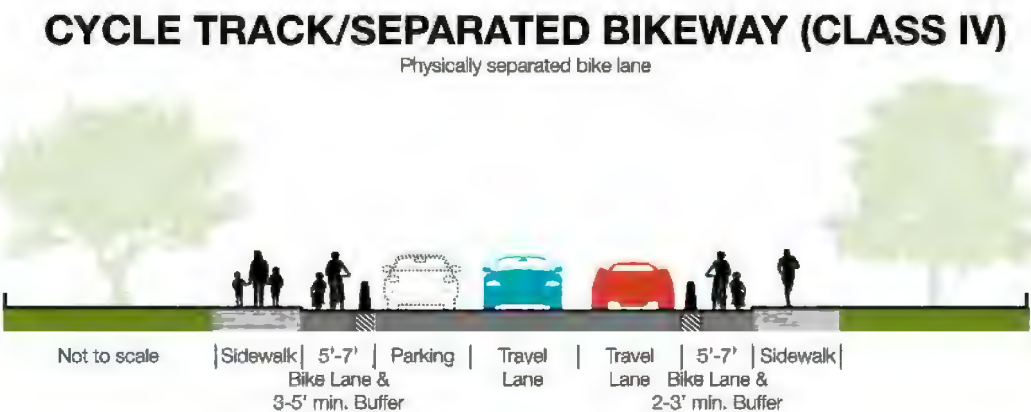 CYCLE TRACK/SEPARATED BIKEWAY (CLASS IV)
Physically separated bike lane
Not to scale
Sidewalk
5'-7'
Bike Lane &
3-5' min. Buffer
Parking
Travel
Lane
Travel
Lane
5'-7'
Bike Lane &
2-3' min. Buffer
Sidewalk